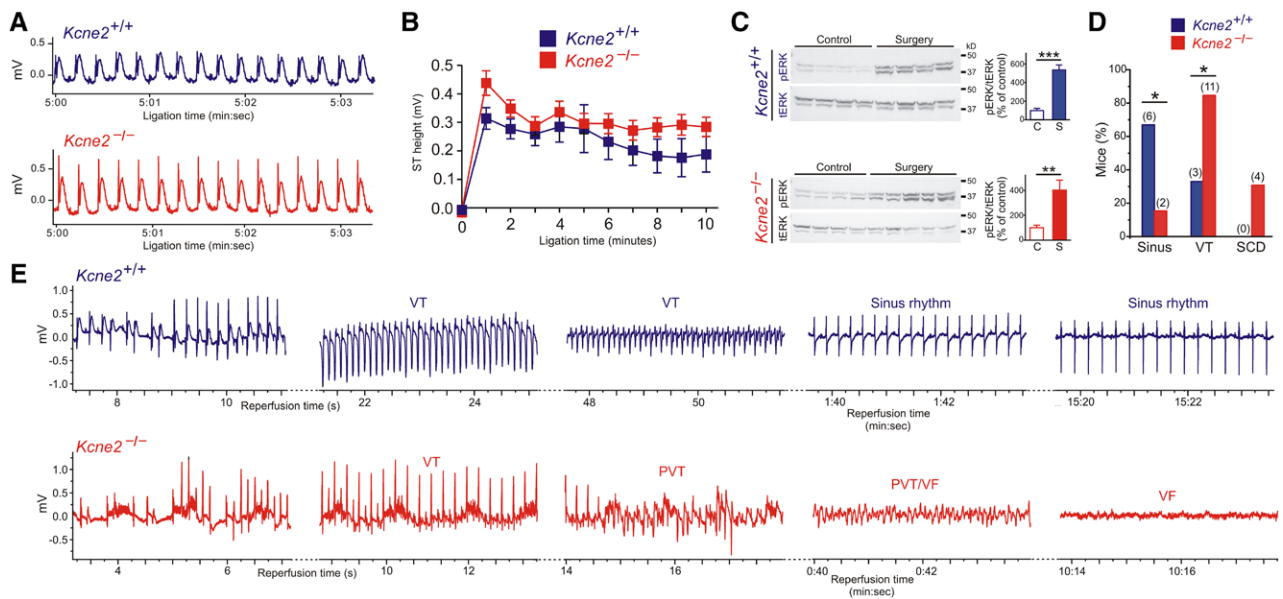 A
Kcne2+/+
mV
0.5
0.0
5:00 5:01 5:02 5:03
Ligation time (min:sec)
Kcne2−/−
mV
0.5
0.0
5:00 5:01 5:02 5:03
Ligation time (min:sec)
B
Kcne2+/+
Kcne2−/−
ST height (mV)
0.5
0.4
0.3
0.2
0.1
0.0
0 2 4 6 8 10
Ligation time (minutes)
C
Control Surgery
kD
Kcne2+/+
pERK
50
37
tERK
50
37
pERK/tERK
(% of control)
600
400
200
0
***
C S
Control Surgery
Kcne2−/−
pERK
50
37
tERK
50
37
pERK/tERK
(% of control)
400
200
0
**
C S
D
Kcne2+/+
Kcne2−/−
Mice (%)
100
80
60
40
20
0
*
(6)
(2)
*
(3)
(11)
(0)
(4)
Sinus VT SCD
E
Kcne2+/+
mV
1.0
0.5
0.0
-0.5
-1.0
VT VT Sinus rhythm Sinus rhythm
8 10 22 24 48 50 1:40 1:42 15:20 15:22
Reperfusion time (s)
Reperfusion time
(min:sec)
Kcne2−/−
mV
1.0
0.5
0.0
-0.5
VT PVT PVT/VF VF
4 6 10 12 14 16 0:40 0:42 10:14 10:16
Reperfusion time (s)
Reperfusion time
(min:sec)